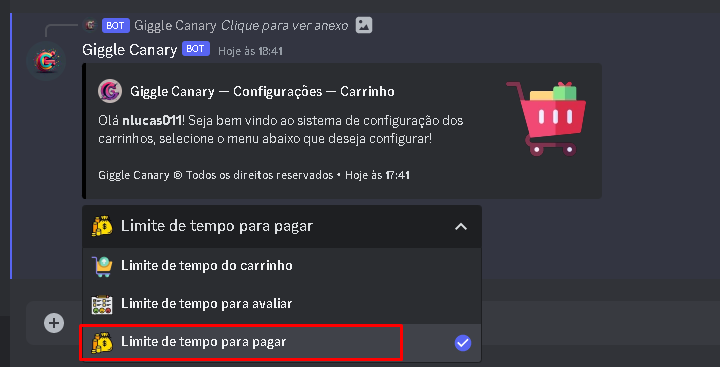 BOT Giggle Canary Clique para ver anexo
Giggle Canary BOT Hoje às 18:41
Giggle Canary — Configurações — Carrinho
Olá nlucas011! Seja bem vindo ao sistema de configuração dos
carrinhos, selecione o menu abaixo que deseja configurar!
Giggle Canary © Todos os direitos reservados • Hoje às 17:41
Limite de tempo para pagar
Limite de tempo do carrinho
Limite de tempo para avaliar
Limite de tempo para pagar